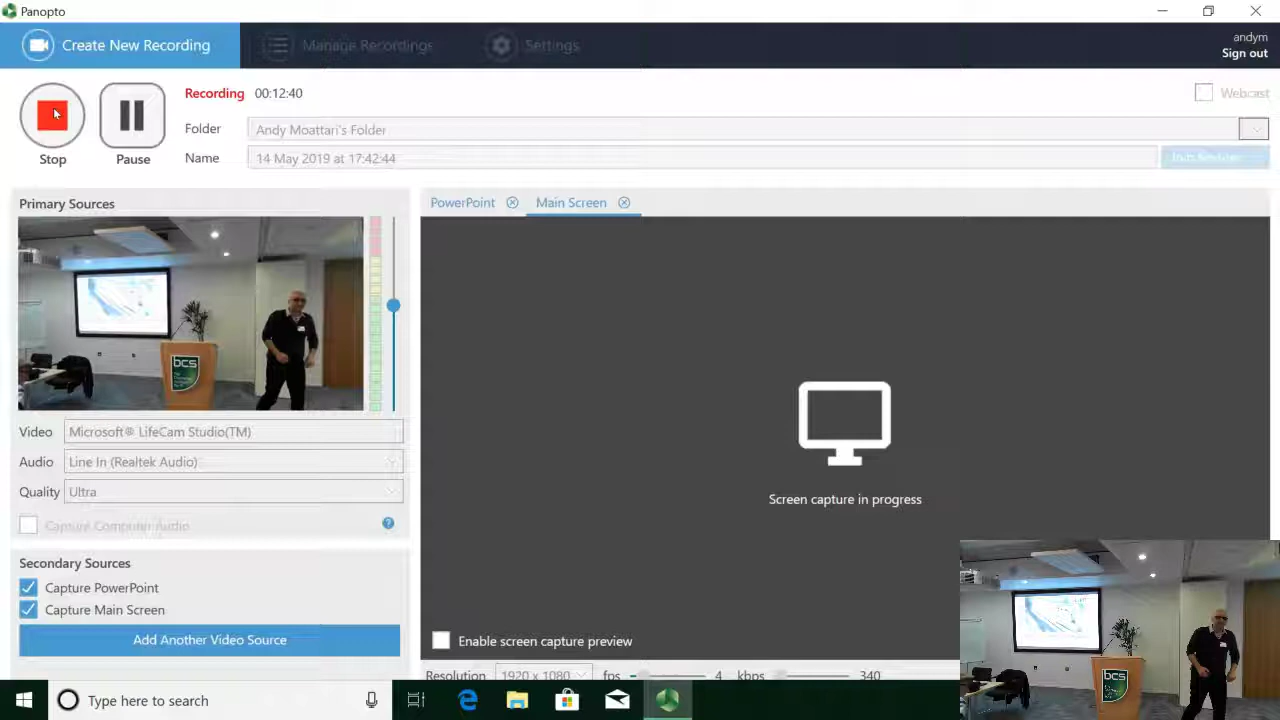 Panopto
Create New Recording
Manage Recordings
Settings
andym
Sign out
Recording 00:12:40
Webcast
Folder Andy Moattari's Folder
Name 14 May 2019 at 17:42:44
Stop
Pause
Primary Sources
PowerPoint
Main Screen
bcs
Video Microsoft® LifeCam Studio(TM)
Audio Line In (Realtek Audio)
Quality Ultra
Capture Computer Audio
?
Screen capture in progress
Secondary Sources
Capture PowerPoint
Capture Main Screen
Add Another Video Source
Enable screen capture preview
Resolution 1920 x 1080 fps 4 kbps 340
bcs
Type here to search